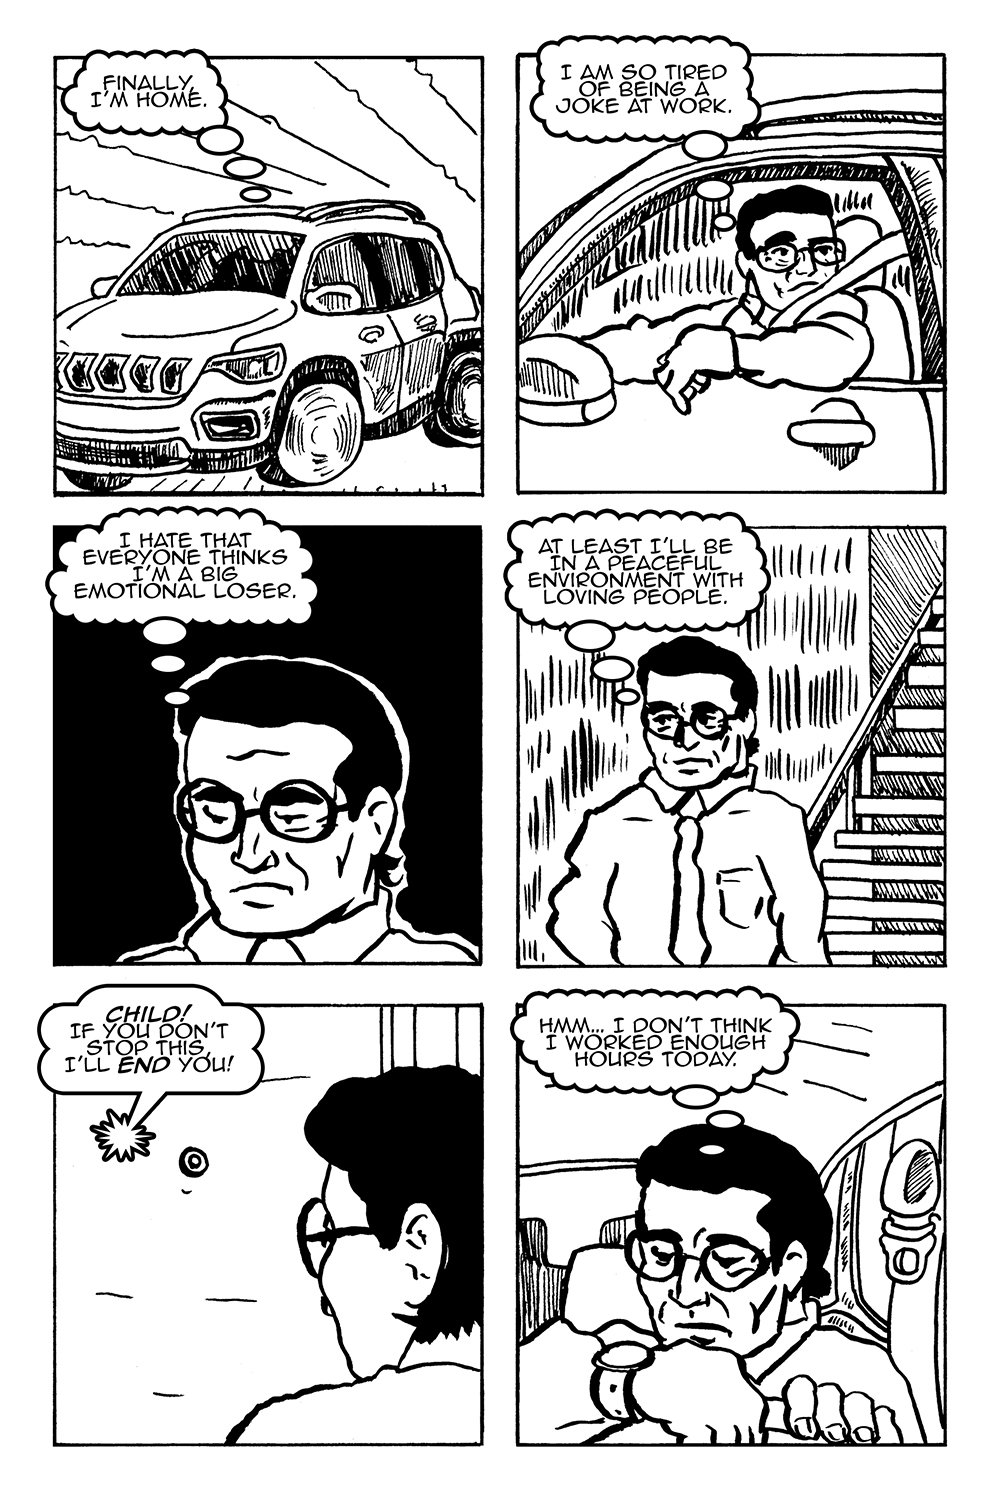 FINALLY,
I'M HOME.
I AM SO TIRED
OF BEING A
JOKE AT WORK.
I HATE THAT
EVERYONE THINKS
I'M A BIG
EMOTIONAL LOSER.
AT LEAST I'LL BE
IN A PEACEFUL
ENVIRONMENT WITH
LOVING PEOPLE.
CHILD!
IF YOU DON'T
STOP THIS,
I'LL END YOU!
HMM... I DON'T THINK
I WORKED ENOUGH
HOURS TODAY.